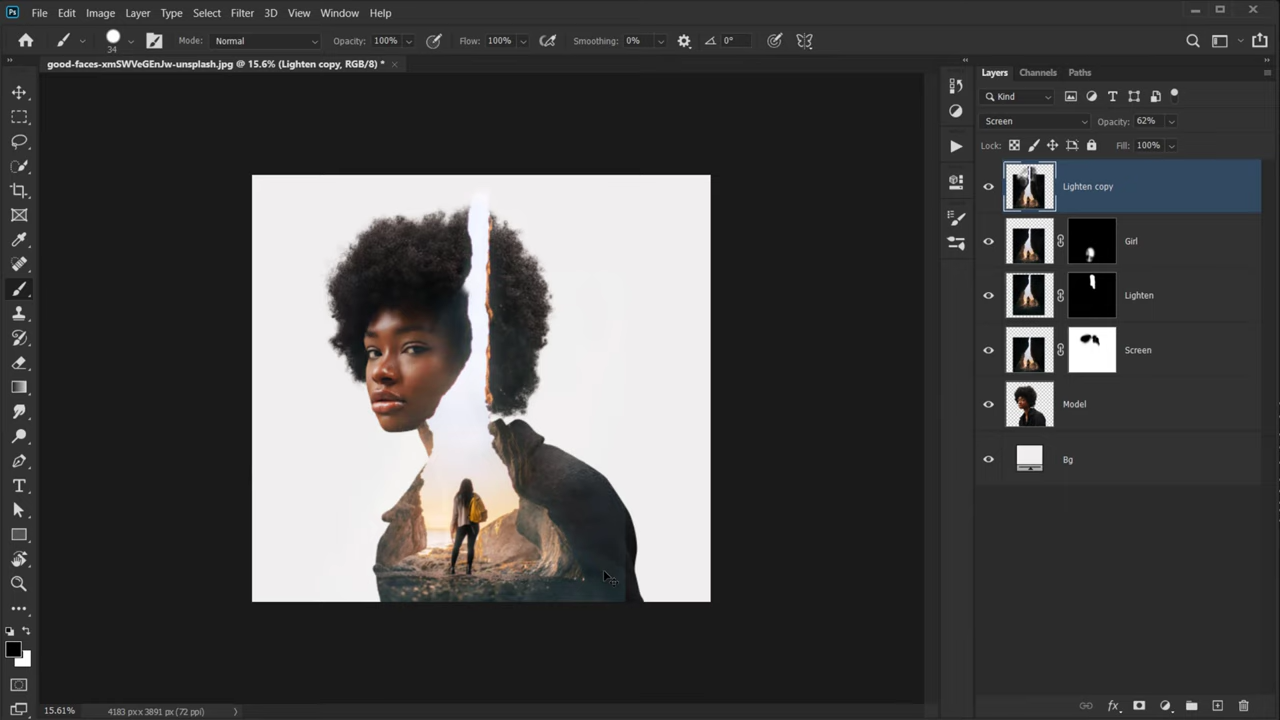 Ps File Edit Image Layer Type Select Filter 3D View Window Help
34 Mode: Normal Opacity: 100% Flow: 100% Smoothing: 0% 0°
good-faces-xmSWVeGEnJw-unsplash.jpg @ 15.6% (Lighten copy, RGB/8) *
Layers Channels Paths
Kind
Screen Opacity: 62%
Lock: Fill: 100%
Lighten copy
Girl
Lighten
Screen
Model
Bg
15.61% 4183 px x 3891 px (72 ppi)